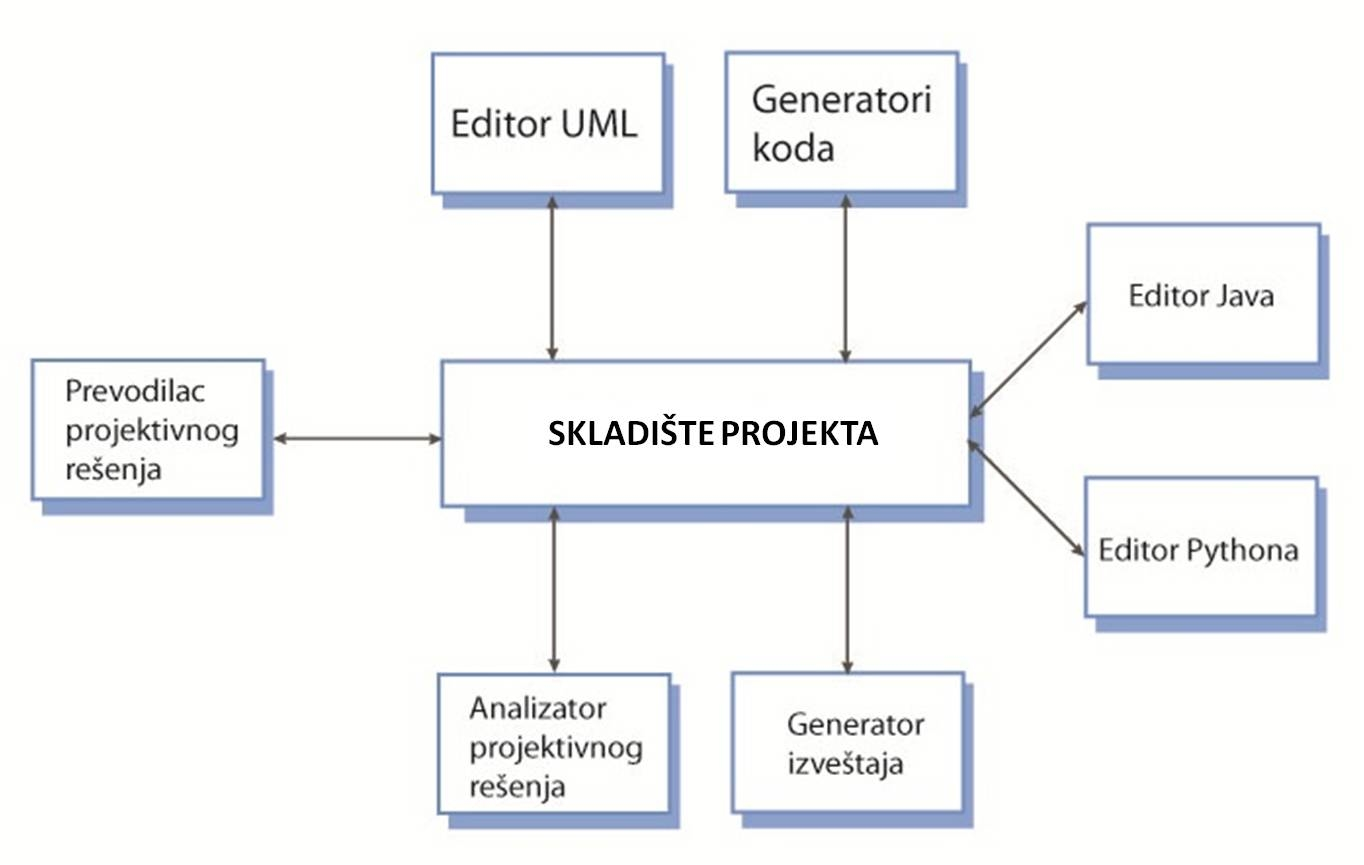 Editor UML
Generatori
koda
Editor Java
Prevodilac
projektivnog
rešenja
SKLADIŠTE PROJEKTA
Editor Pythona
Analizator
projektivnog
rešenja
Generator
izveštaja